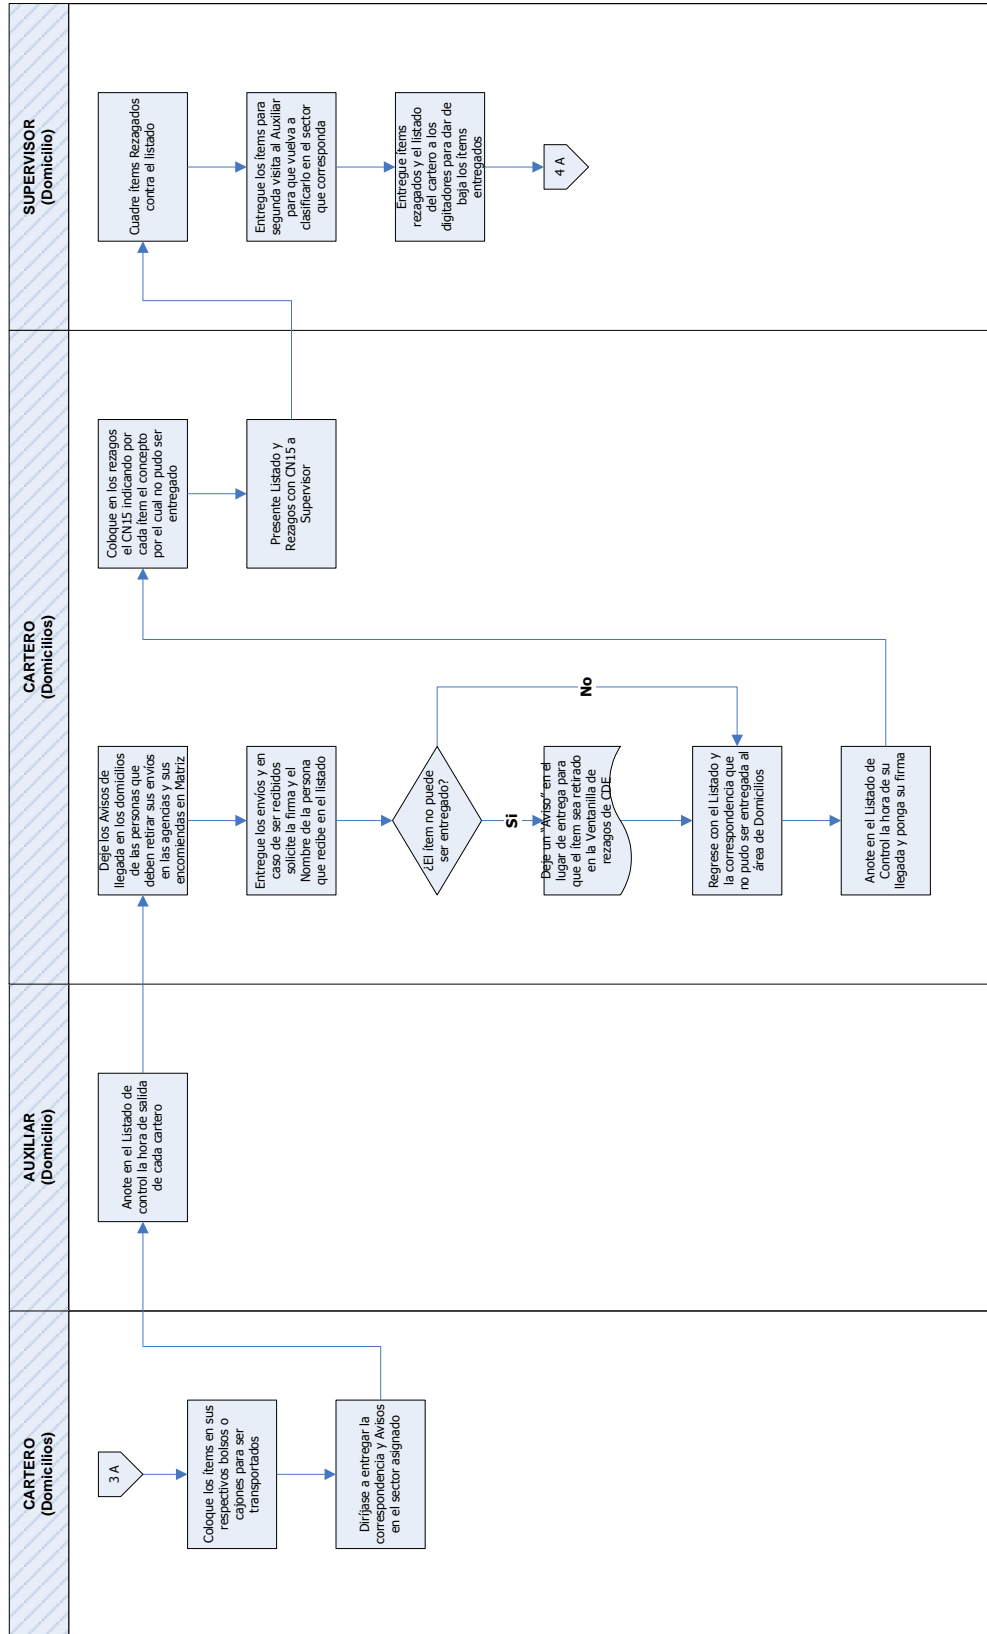 CARTERO
(Domicilios)
AUXILIAR
(Domicilio)
CARTERO
(Domicilios)
SUPERVISOR
(Domicilio)
3 A
Coloque los ítems en sus
respectivos bolsos o
cajones para ser
transportados
Diríjase a entregar la
correspondencia y Avisos
en el sector asignado
Anote en el Listado de
control la hora de salida
de cada cartero
Deje los Avisos de
llegada en los domicilios
de las personas que
deben retirar sus envíos
en las agencias y sus
encomiendas en Matriz
Entregue los envíos y en
caso de ser recibidos
solicite la firma y el
Nombre de la persona
que recibe en el listado
¿El ítem no puede
ser entregado?
Si
No
Deje un "Aviso" en el
lugar de entrega para
que el ítem sea retirado
en la Ventanilla de
rezagos de CDE
Regrese con el Listado y
la correspondencia que
no pudo ser entregada al
área de Domicilios
Anote en el Listado de
Control la hora de su
llegada y ponga su firma
Coloque en los rezagos
el CN15 indicando por
cada ítem el concepto
por el cual no pudo ser
entregado
Presente Listado y
Rezagos con CN15 a
Supervisor
Cuadre ítems Rezagados
contra el listado
Entregue los ítems para
segunda visita al Auxiliar
para que vuelva a
clasificarlo en el sector
que corresponda
Entregue ítems
rezagados y el listado
del cartero a los
digitadores para dar de
baja los ítems
entregados
4 A